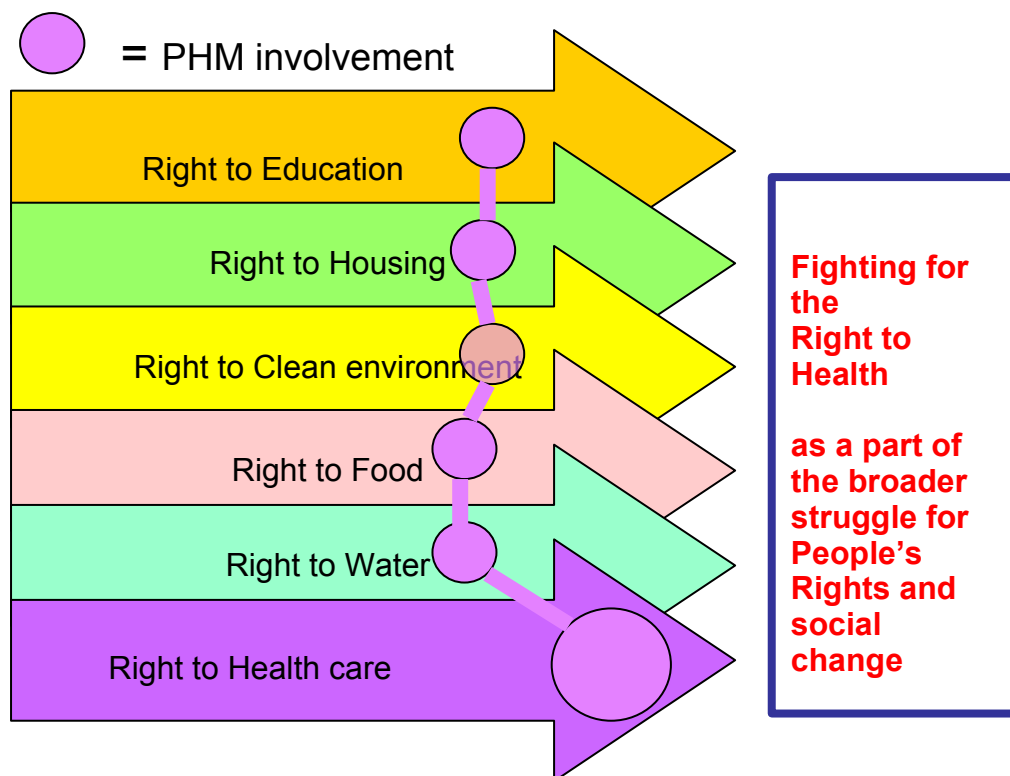 = PHM involvement
Right to Education
Right to Housing
Right to Clean environment
Right to Food
Right to Water
Right to Health care
Fighting for
the
Right to
Health
as a part of
the broader
struggle for
People’s
Rights and
social
change